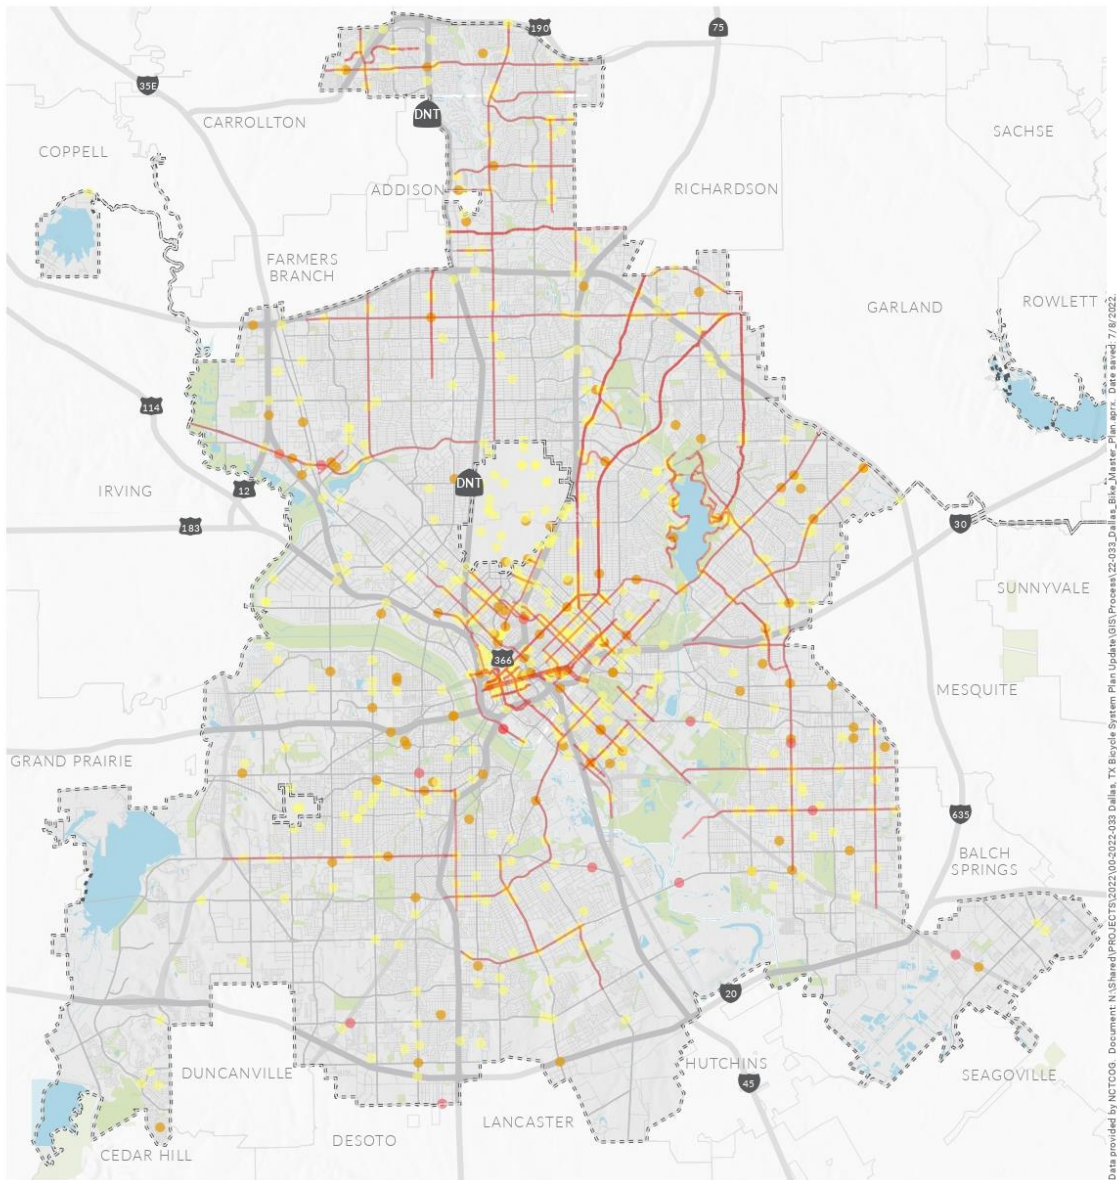 190
75
35E
DNT
CARROLLTON
SACHSE
COPPELL
ADDISON
RICHARDSON
FARMERS
BRANCH
GARLAND
ROWLETT
114
IRVING
12
DNT
183
30
SUNNYVALE
366
MESQUITE
GRAND PRAIRIE
635
BALCH
SPRINGS
20
HUTCHINS
DUNCANVILLE
45
SEAGOVILLE
LANCASTER
DESOTO
CEDAR HILL
Data provided by NCTCOG. Document: N:\Shared\PROJECTS\2022\00-2022-033 Dallas, TX Bicycle System Plan Update\GIS\Process\22-033_Dallas_Bike_Master_Plan.aprx. Date saved: 7/8/2022.